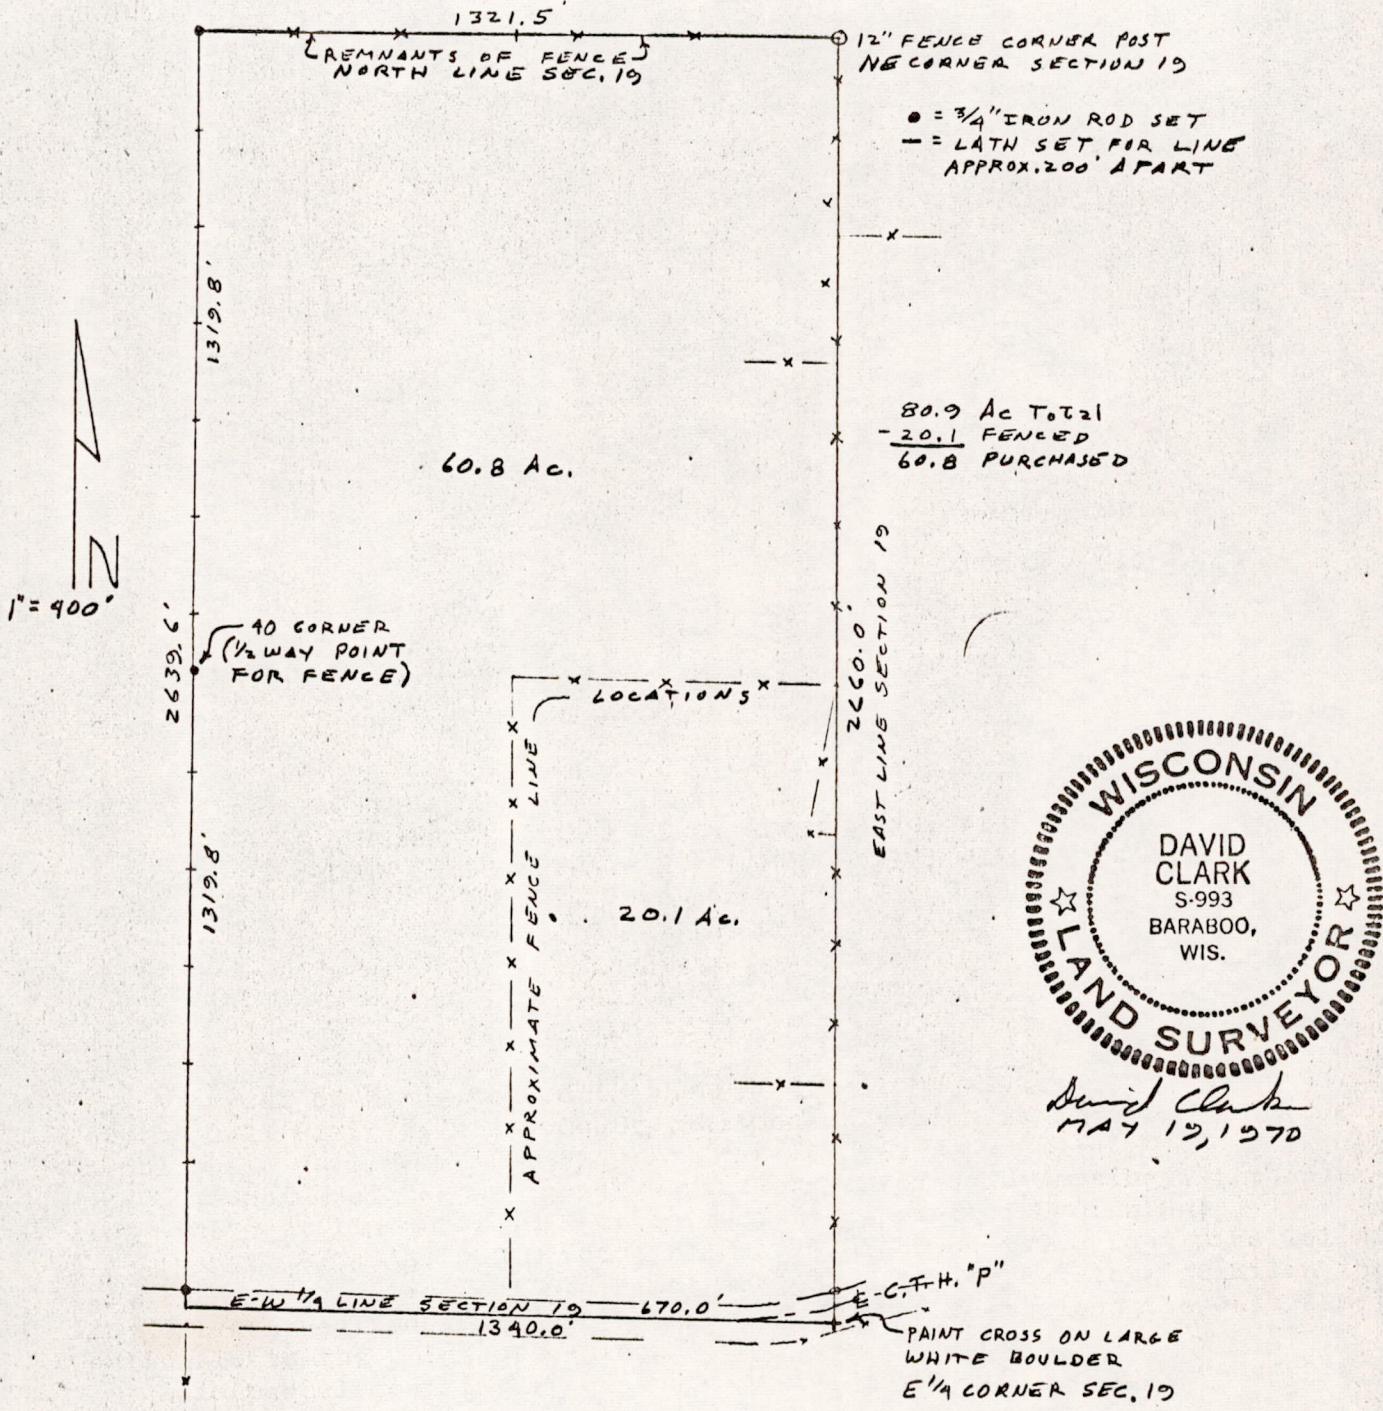 1321.5'
REMNANTS OF FENCE
NORTH LINE SEC. 19
12" FENCE CORNER POST
NE CORNER SECTION 19
• = 3/4" IRON ROD SET
— = LATH SET FOR LINE
APPROX. 200' APART
1319.8'
80.9 Ac Total
-20.1 FENCED
60.8 PURCHASED
60.8 Ac.
N
1" = 400'
2639.6'
40 CORNER
(1/2 WAY POINT
FOR FENCE)
LOCATIONS
APPROXIMATE FENCE LINE
2660.0'
EAST LINE SECTION 19
1319.8'
20.1 Ac.
WISCONSIN
DAVID
CLARK
S-993
BARABOO,
WIS.
LAND SURVEYOR
David Clark
MAY 19, 1970
E-W 1/4 LINE SECTION 19
670.0'
1340.0'
C.T.H. "P"
PAINT CROSS ON LARGE
WHITE BOULDER
E 1/4 CORNER SEC. 19